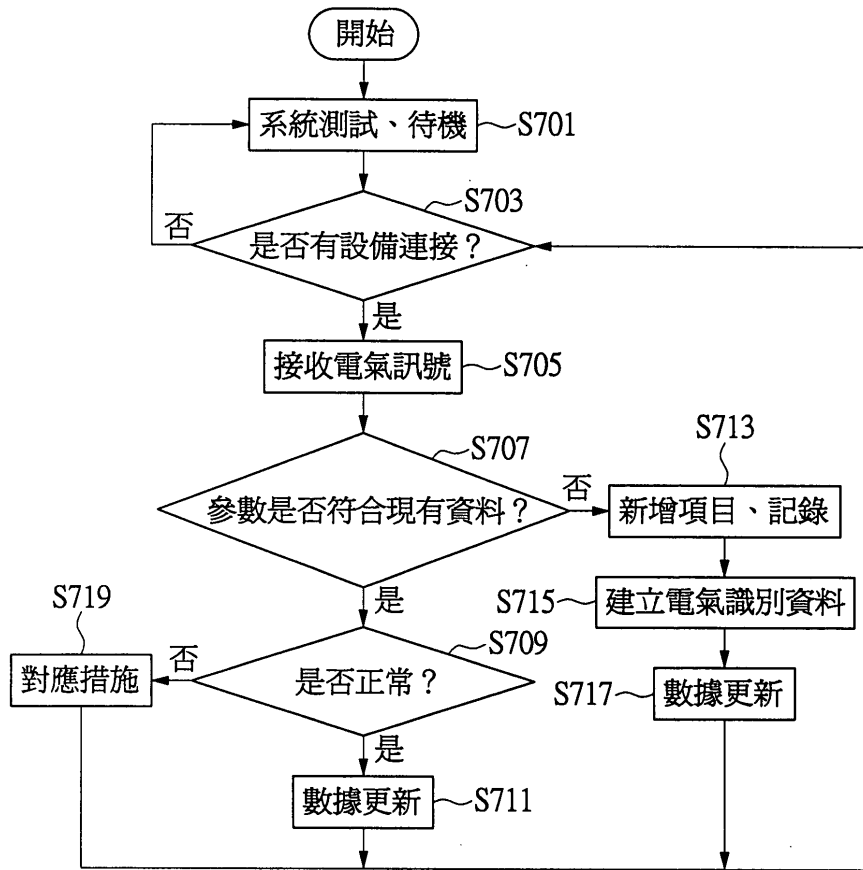 開始
系統測試、待機
S701
S703
是否有設備連接？
否
是
接收電氣訊號
S705
S707
參數是否符合現有資料？
否
S713
新增項目、記錄
是
S715
建立電氣識別資料
S719
對應措施
否
S709
是否正常？
S717
數據更新
是
數據更新
S711